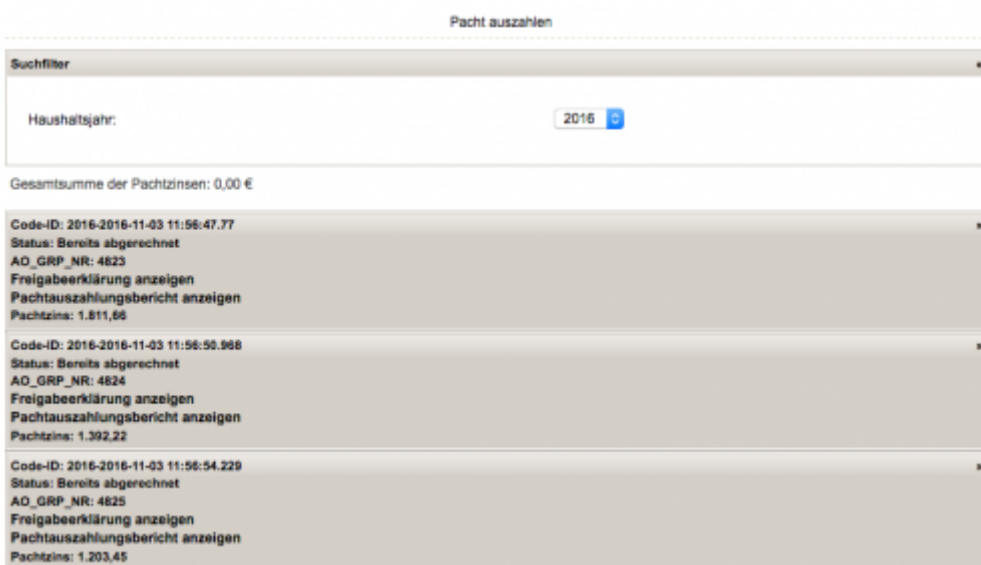 Pacht auszahlen
Suchfilter
Haushaltsjahr: 2016
Gesamtsumme der Pachtzinsen: 0,00 €
Code-ID: 2016-2016-11-03 11:56:47.77
Status: Bereits abgerechnet
AO_GRP_NR: 4823
Freigabeerklärung anzeigen
Pachtauszahlungsbericht anzeigen
Pachtzins: 1.811,66
Code-ID: 2016-2016-11-03 11:56:50.968
Status: Bereits abgerechnet
AO_GRP_NR: 4824
Freigabeerklärung anzeigen
Pachtauszahlungsbericht anzeigen
Pachtzins: 1.392,22
Code-ID: 2016-2016-11-03 11:56:54.229
Status: Bereits abgerechnet
AO_GRP_NR: 4825
Freigabeerklärung anzeigen
Pachtauszahlungsbericht anzeigen
Pachtzins: 1.203,45